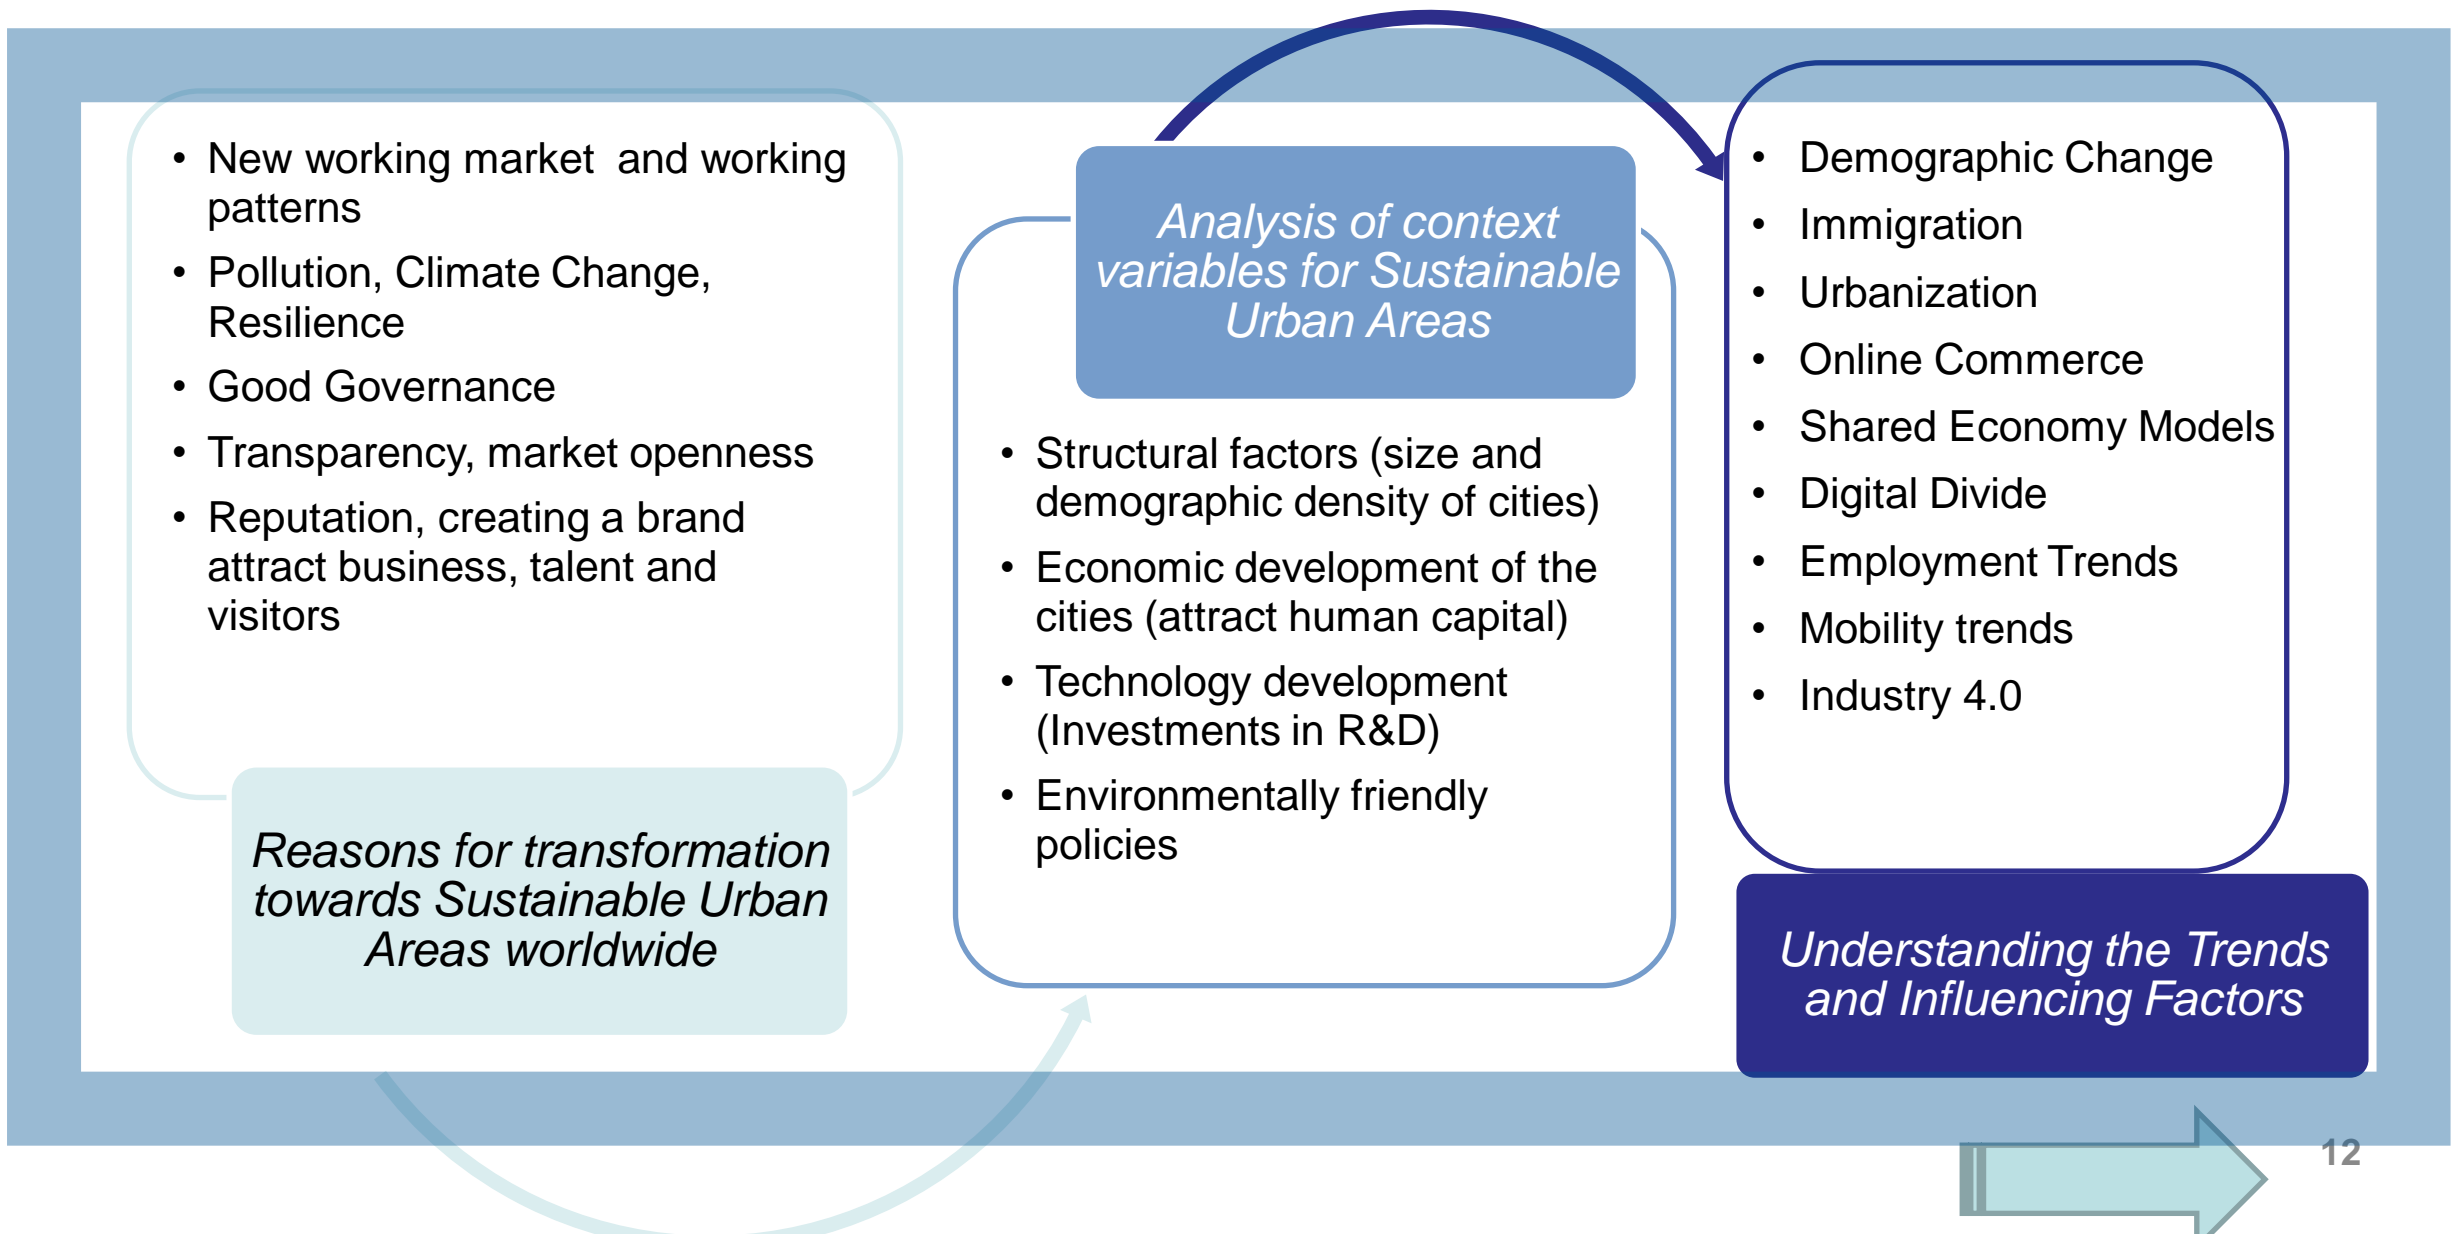 • New working market  and working
patterns
• Pollution, Climate Change,
Resilience
• Good Governance
• Transparency, market openness
• Reputation, creating a brand
attract business, talent and
visitors
Reasons for transformation
towards Sustainable Urban
Areas worldwide
Analysis of context
variables for Sustainable
Urban Areas
• Structural factors (size and
demographic density of cities)
• Economic development of the
cities (attract human capital)
• Technology development
(Investments in R&D)
• Environmentally friendly
policies
• Demographic Change
• Immigration
• Urbanization
• Online Commerce
• Shared Economy Models
• Digital Divide
• Employment Trends
• Mobility trends
• Industry 4.0
Understanding the Trends
and Influencing Factors
12